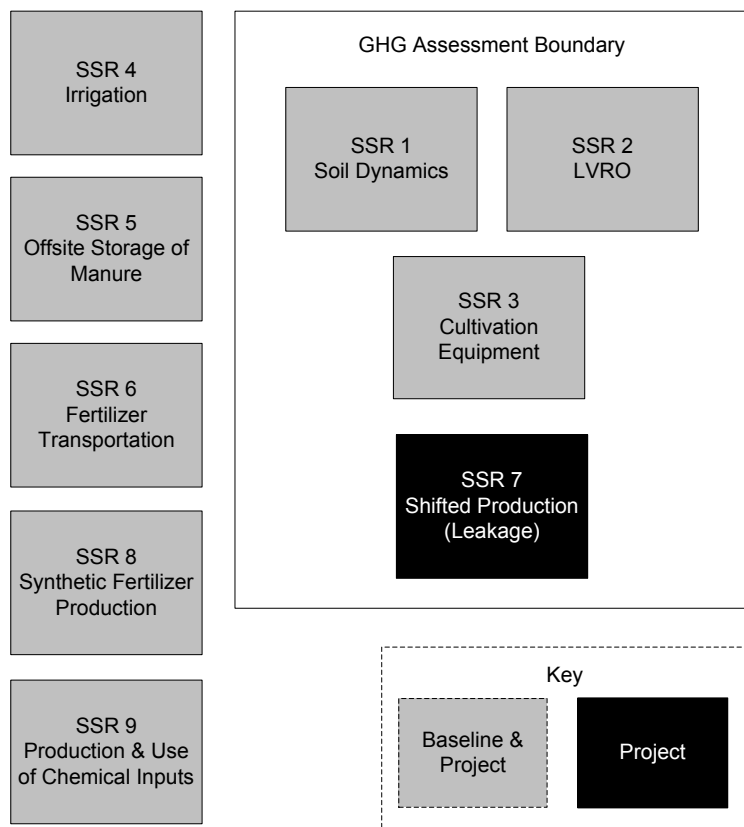 SSR 4
Irrigation
SSR 5
Offsite Storage of
Manure
SSR 6
Fertilizer
Transportation
SSR 8
Synthetic Fertilizer
Production
SSR 9
Production & Use
of Chemical Inputs
GHG Assessment Boundary
SSR 1
Soil Dynamics
SSR 2
LVRO
SSR 3
Cultivation
Equipment
SSR 7
Shifted Production
(Leakage)
Key
Baseline &
Project
Project